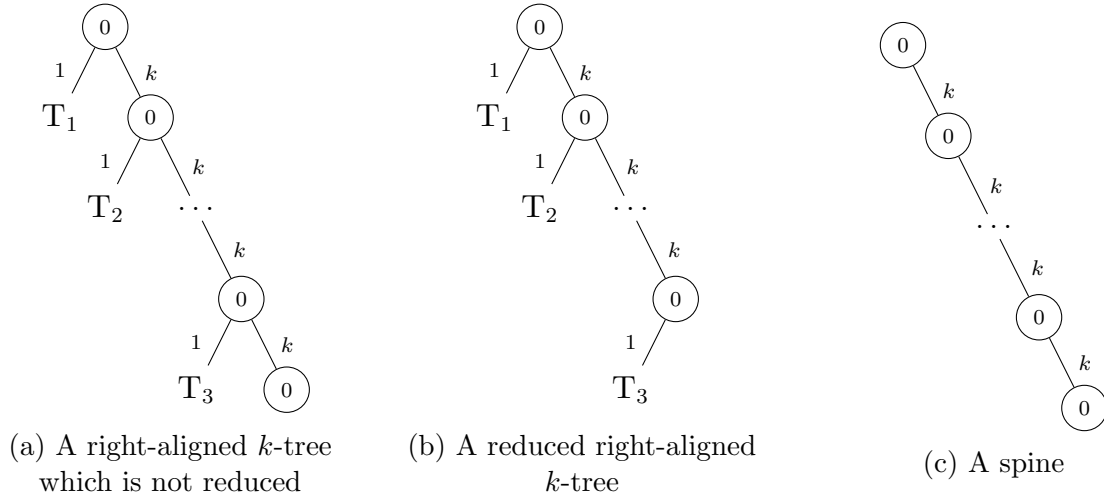 0
1 k
T₁ 0
1 k
T₂ ...
k
0
1 k
T₃ 0
(a) A right-aligned k-tree
which is not reduced
0
1 k
T₁ 0
1 k
T₂ ...
k
0
1
T₃
(b) A reduced right-aligned
k-tree
0
k
0
k
...
k
0
k
0
(c) A spine